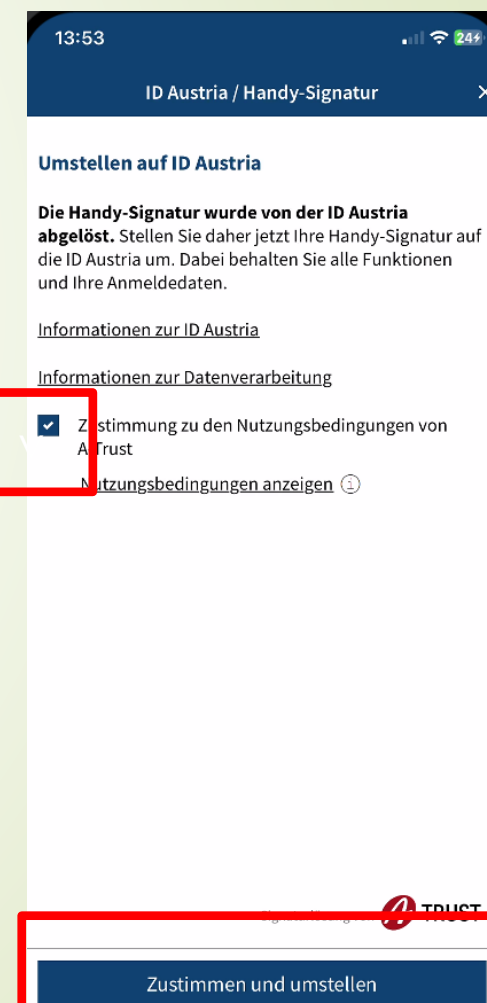 13:53
24
ID Austria / Handy-Signatur
Umstellen auf ID Austria
Die Handy-Signatur wurde von der ID Austria
abgelöst. Stellen Sie daher jetzt Ihre Handy-Signatur auf
die ID Austria um. Dabei behalten Sie alle Funktionen
und Ihre Anmeldedaten.
Informationen zur ID Austria
Informationen zur Datenverarbeitung
Zustimmung zu den Nutzungsbedingungen von
A-Trust
Nutzungsbedingungen anzeigen
TRUST
Zustimmen und umstellen